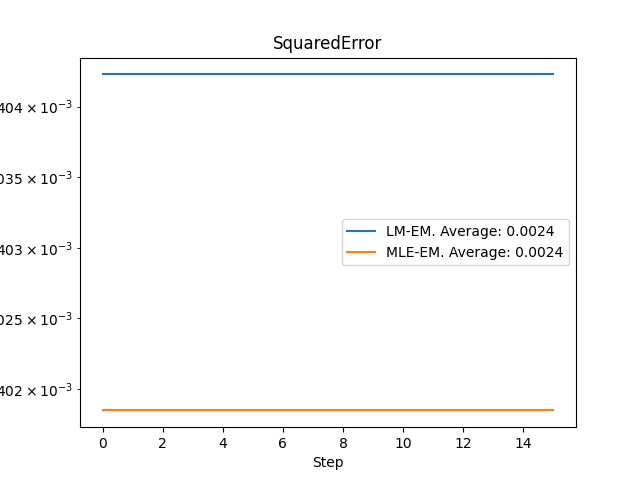 SquaredError
404 × 10⁻³
035 × 10⁻³
403 × 10⁻³
025 × 10⁻³
402 × 10⁻³
LM-EM. Average: 0.0024
MLE-EM. Average: 0.0024
0 2 4 6 8 10 12 14
Step